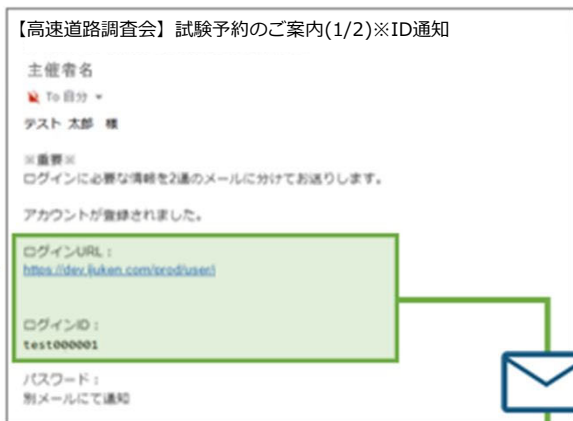 【高速道路調査会】試験予約のご案内(1/2)※ID通知
主催者名
To 自分
テスト 太郎 様
※重要※
ログインに必要な情報を2通のメールに分けてお送りします。
アカウントが登録されました。
ログインURL：
https://dev.ijuken.com/prod/user/i
ログインID：
test000001
パスワード：
別メールにて通知